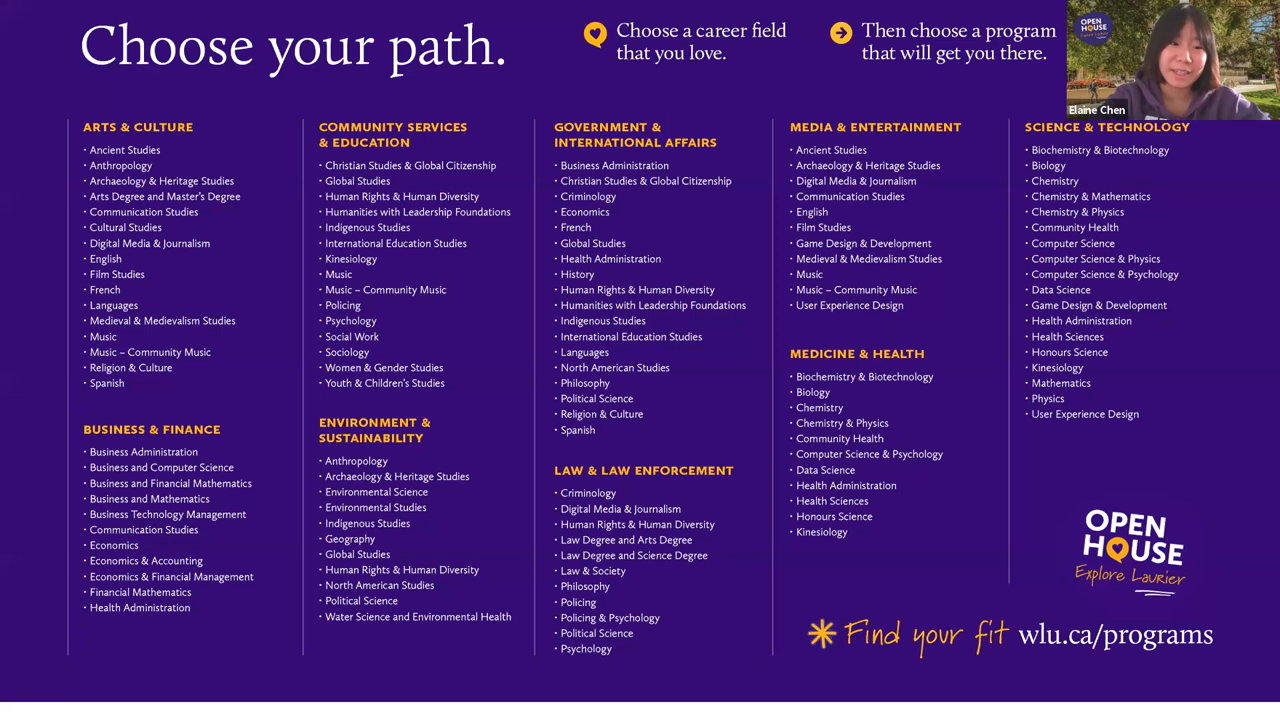 Choose your path.
Choose a career field
that you love.
Then choose a program
that will get you there.
OPEN
HOUSE
Explore Laurier
Elaine Chen
ARTS & CULTURE
• Ancient Studies
• Anthropology
• Archaeology & Heritage Studies
• Arts Degree and Master's Degree
• Communication Studies
• Cultural Studies
• Digital Media & Journalism
• English
• Film Studies
• French
• Languages
• Medieval & Medievalism Studies
• Music
• Music – Community Music
• Religion & Culture
• Spanish
BUSINESS & FINANCE
• Business Administration
• Business and Computer Science
• Business and Financial Mathematics
• Business and Mathematics
• Business Technology Management
• Communication Studies
• Economics
• Economics & Accounting
• Economics & Financial Management
• Financial Mathematics
• Health Administration
COMMUNITY SERVICES
& EDUCATION
• Christian Studies & Global Citizenship
• Global Studies
• Human Rights & Human Diversity
• Humanities with Leadership Foundations
• Indigenous Studies
• International Education Studies
• Kinesiology
• Music
• Music – Community Music
• Policing
• Psychology
• Social Work
• Sociology
• Women & Gender Studies
• Youth & Children's Studies
ENVIRONMENT &
SUSTAINABILITY
• Anthropology
• Archaeology & Heritage Studies
• Environmental Science
• Environmental Studies
• Indigenous Studies
• Geography
• Global Studies
• Human Rights & Human Diversity
• North American Studies
• Political Science
• Water Science and Environmental Health
GOVERNMENT &
INTERNATIONAL AFFAIRS
• Business Administration
• Christian Studies & Global Citizenship
• Criminology
• Economics
• French
• Global Studies
• Health Administration
• History
• Human Rights & Human Diversity
• Humanities with Leadership Foundations
• Indigenous Studies
• International Education Studies
• Languages
• North American Studies
• Philosophy
• Political Science
• Religion & Culture
• Spanish
LAW & LAW ENFORCEMENT
• Criminology
• Digital Media & Journalism
• Human Rights & Human Diversity
• Law Degree and Arts Degree
• Law Degree and Science Degree
• Law & Society
• Philosophy
• Policing
• Policing & Psychology
• Political Science
• Psychology
MEDIA & ENTERTAINMENT
• Ancient Studies
• Archaeology & Heritage Studies
• Digital Media & Journalism
• Communication Studies
• English
• Film Studies
• Game Design & Development
• Medieval & Medievalism Studies
• Music
• Music – Community Music
• User Experience Design
MEDICINE & HEALTH
• Biochemistry & Biotechnology
• Biology
• Chemistry
• Chemistry & Physics
• Community Health
• Computer Science & Psychology
• Data Science
• Health Administration
• Health Sciences
• Honours Science
• Kinesiology
SCIENCE & TECHNOLOGY
• Biochemistry & Biotechnology
• Biology
• Chemistry
• Chemistry & Mathematics
• Chemistry & Physics
• Community Health
• Computer Science
• Computer Science & Physics
• Computer Science & Psychology
• Data Science
• Game Design & Development
• Health Administration
• Health Sciences
• Honours Science
• Kinesiology
• Mathematics
• Physics
• User Experience Design
OPEN
HOUSE
Explore Laurier
Find your fit wlu.ca/programs